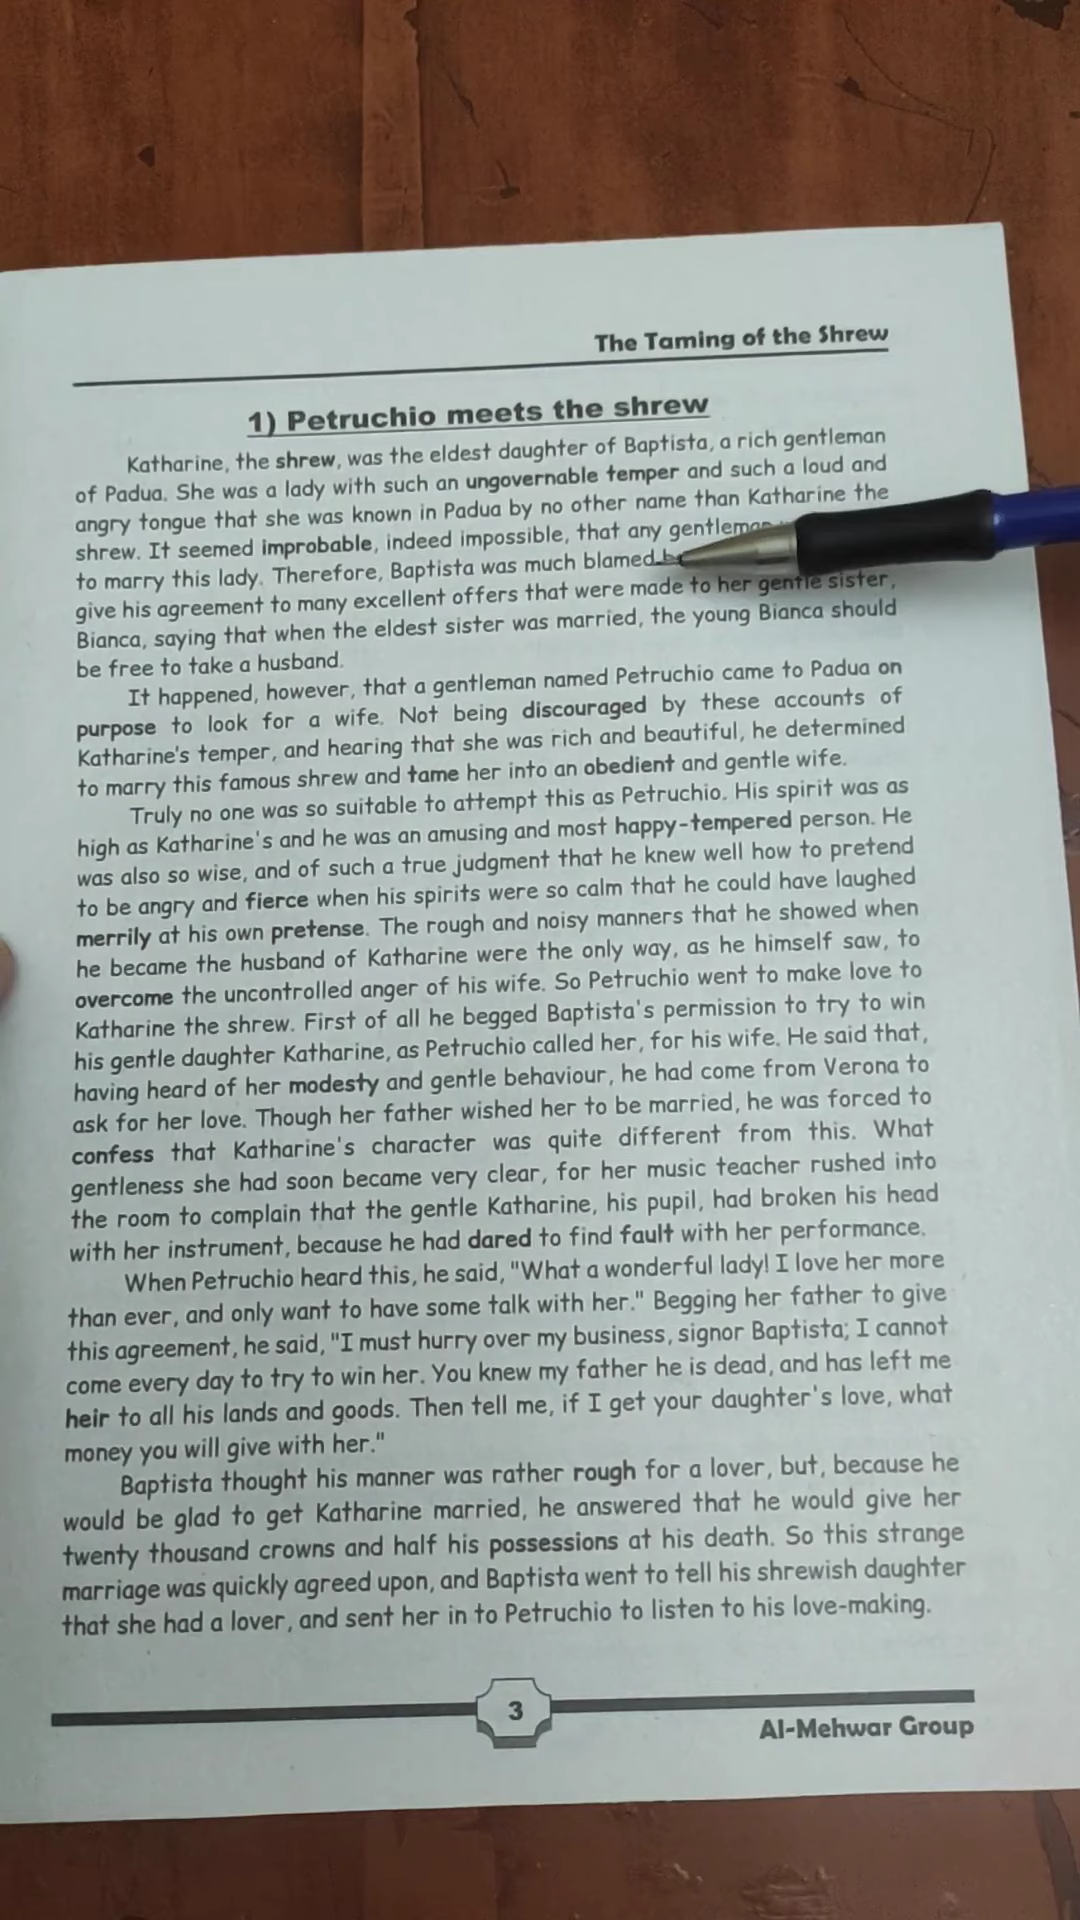 The Taming of the Shrew
1) Petruchio meets the shrew
Katharine, the shrew, was the eldest daughter of Baptista, a rich gentleman
of Padua. She was a lady with such an ungovernable temper and such a loud and
angry tongue that she was known in Padua by no other name than Katharine the
shrew. It seemed improbable, indeed impossible, that any gentleman
to marry this lady. Therefore, Baptista was much blamed
give his agreement to many excellent offers that were made to her gentle sister,
Bianca, saying that when the eldest sister was married, the young Bianca should
be free to take a husband.
It happened, however, that a gentleman named Petruchio came to Padua on
purpose to look for a wife. Not being discouraged by these accounts of
Katharine's temper, and hearing that she was rich and beautiful, he determined
to marry this famous shrew and tame her into an obedient and gentle wife.
Truly no one was so suitable to attempt this as Petruchio. His spirit was as
high as Katharine's and he was an amusing and most happy-tempered person. He
was also so wise, and of such a true judgment that he knew well how to pretend
to be angry and fierce when his spirits were so calm that he could have laughed
merrily at his own pretense. The rough and noisy manners that he showed when
he became the husband of Katharine were the only way, as he himself saw, to
overcome the uncontrolled anger of his wife. So Petruchio went to make love to
Katharine the shrew. First of all he begged Baptista's permission to try to win
his gentle daughter Katharine, as Petruchio called her, for his wife. He said that,
having heard of her modesty and gentle behaviour, he had come from Verona to
ask for her love. Though her father wished her to be married, he was forced to
confess that Katharine's character was quite different from this. What
gentleness she had soon became very clear, for her music teacher rushed into
the room to complain that the gentle Katharine, his pupil, had broken his head
with her instrument, because he had dared to find fault with her performance.
When Petruchio heard this, he said, "What a wonderful lady! I love her more
than ever, and only want to have some talk with her." Begging her father to give
this agreement, he said, "I must hurry over my business, signor Baptista; I cannot
come every day to try to win her. You knew my father he is dead, and has left me
heir to all his lands and goods. Then tell me, if I get your daughter's love, what
money you will give with her."
Baptista thought his manner was rather rough for a lover, but, because he
would be glad to get Katharine married, he answered that he would give her
twenty thousand crowns and half his possessions at his death. So this strange
marriage was quickly agreed upon, and Baptista went to tell his shrewish daughter
that she had a lover, and sent her in to Petruchio to listen to his love-making.
3
Al-Mehwar Group